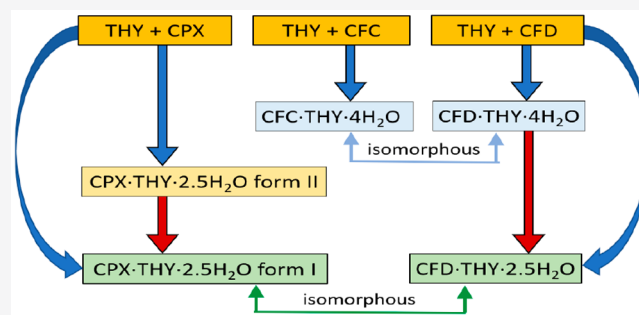 THY + CPX
THY + CFC
THY + CFD
CFC·THY·4H₂O
CFD·THY·4H₂O
isomorphous
CPX·THY·2.5H₂O form II
CPX·THY·2.5H₂O form I
CFD·THY·2.5H₂O
isomorphous